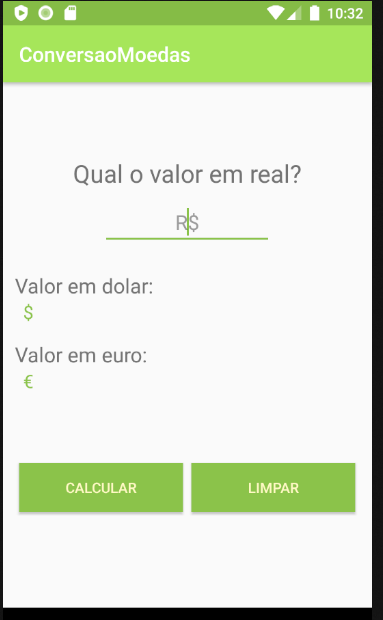 10:32
ConversaoMoedas
Qual o valor em real?
R$
Valor em dolar:
$
Valor em euro:
€
CALCULAR LIMPAR